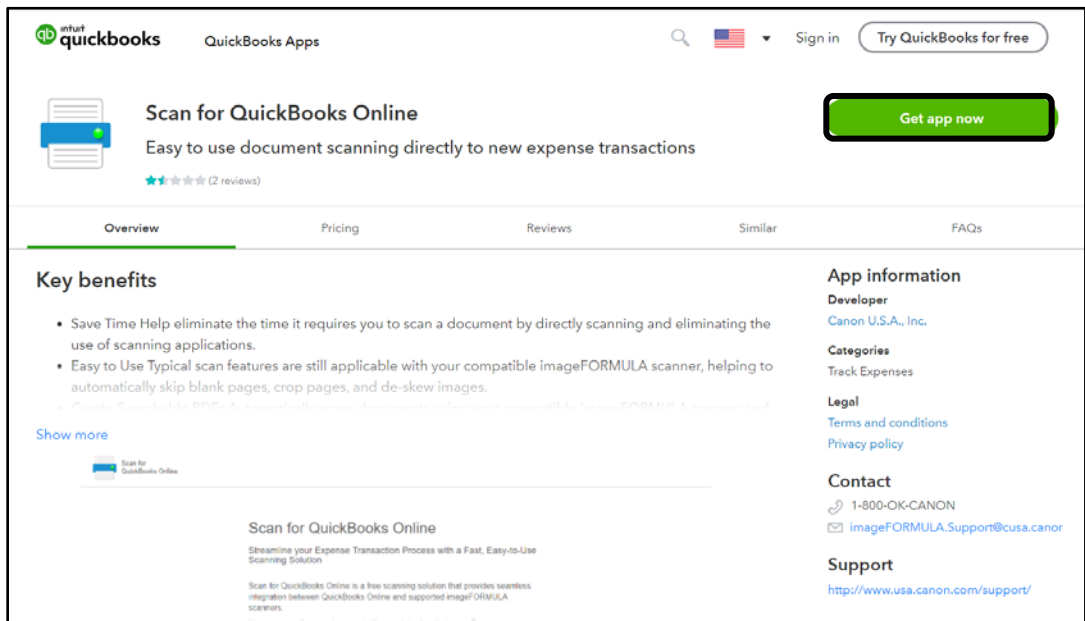 intuit
quickbooks
QuickBooks Apps
Sign in
Try QuickBooks for free
Scan for QuickBooks Online
Easy to use document scanning directly to new expense transactions
(2 reviews)
Get app now
Overview
Pricing
Reviews
Similar
FAQs
Key benefits
• Save Time Help eliminate the time it requires you to scan a document by directly scanning and eliminating the
use of scanning applications.
• Easy to Use Typical scan features are still applicable with your compatible imageFORMULA scanner, helping to
automatically skip blank pages, crop pages, and de-skew images.
Show more
Scan for
QuickBooks Online
Scan for QuickBooks Online
Streamline your Expense Transaction Process with a Fast, Easy-to-Use
Scanning Solution
Scan for QuickBooks Online is a free scanning solution that provides seamless
integration between QuickBooks Online and supported imageFORMULA
scanners.
App information
Developer
Canon U.S.A., Inc.
Categories
Track Expenses
Legal
Terms and conditions
Privacy policy
Contact
1-800-OK-CANON
imageFORMULA.Support@cusa.canor
Support
http://www.usa.canon.com/support/